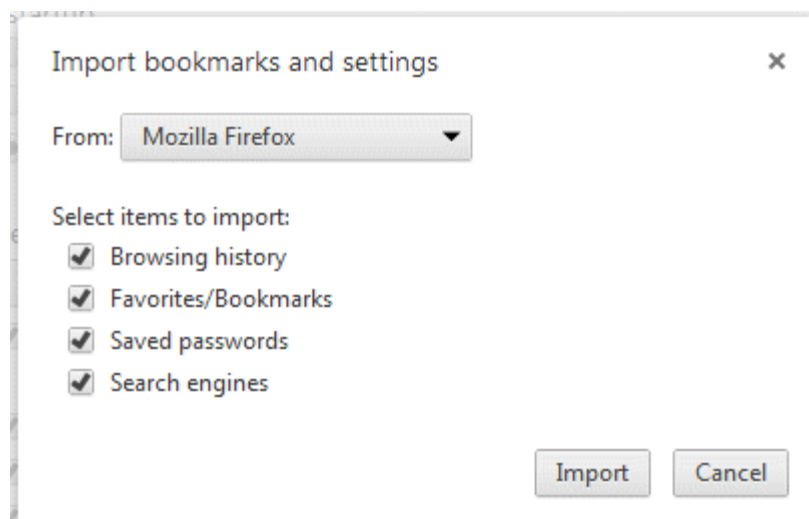 Import bookmarks and settings
From: Mozilla Firefox
Select items to import:
Browsing history
Favorites/Bookmarks
Saved passwords
Search engines
Import Cancel